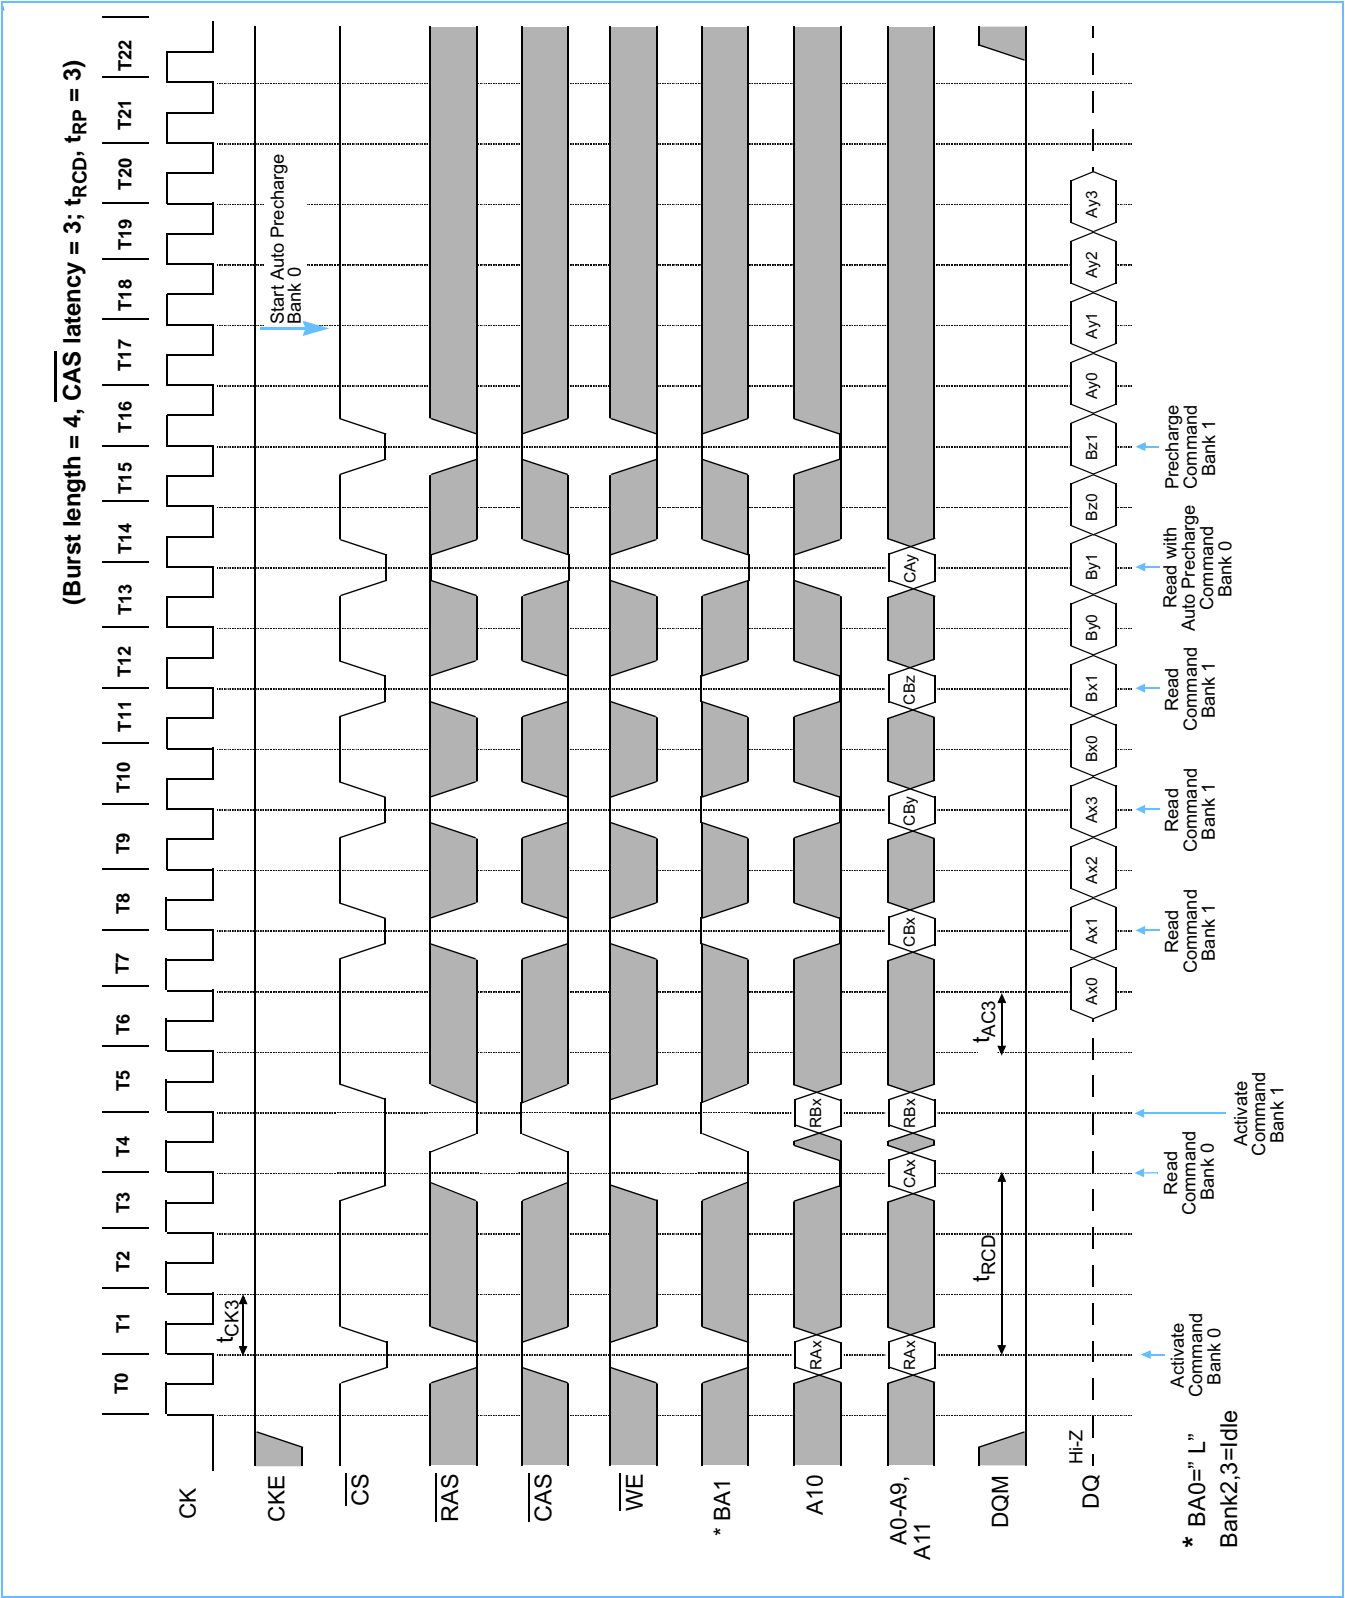 (Burst length = 4, CAS latency = 3; tRCD, tRP = 3)
T0 T1 T2 T3 T4 T5 T6 T7 T8 T9 T10 T11 T12 T13 T14 T15 T16 T17 T18 T19 T20 T21 T22
CK
tCK3
CKE
Start Auto Precharge
Bank 0
CS
RAS
CAS
WE
* BA1
A10
RAx RBx
A0-A9,
A11
RAx CAx RBx CBx CBy CBz CAy
DQM
tRCD
tAC3
Hi-Z
DQ
Ax0 Ax1 Ax2 Ax3 Bx0 Bx1 By0 By1 Bz0 Bz1 Ay0 Ay1 Ay2 Ay3
Activate
Command
Bank 0
Read
Command
Bank 0
Activate
Command
Bank 1
Read
Command
Bank 1
Read
Command
Bank 1
Read
Command
Bank 1
Read with
Auto Precharge
Command
Bank 0
Precharge
Command
Bank 1
* BA0=” L”
Bank2,3=Idle